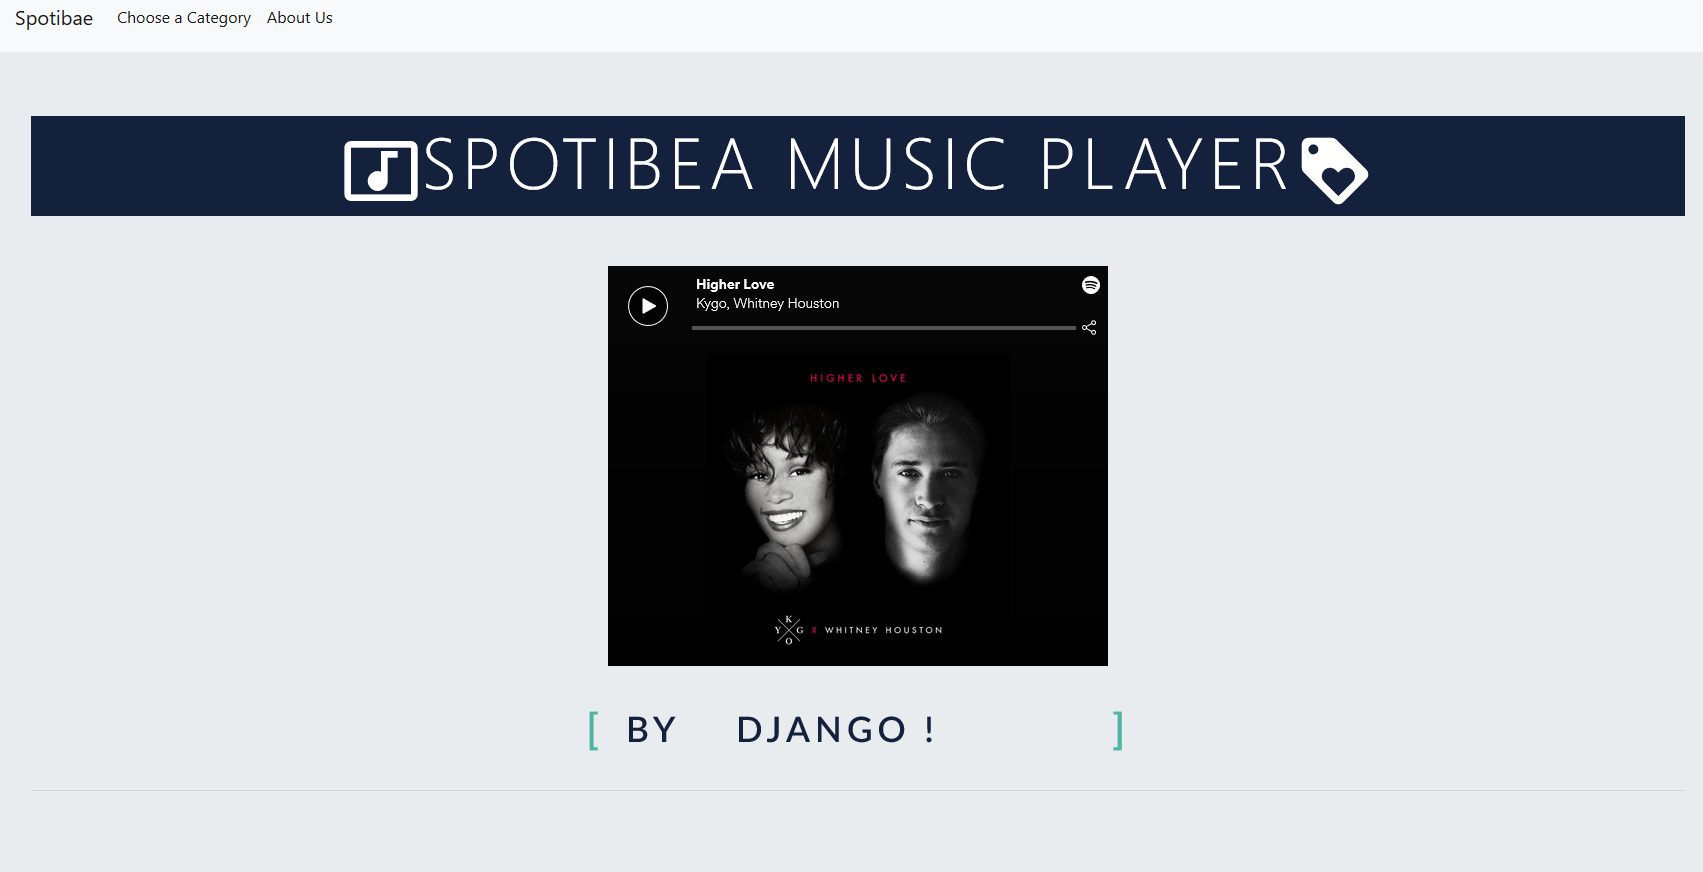 Spotibae Choose a Category About Us
SPOTIBEA MUSIC PLAYER
Higher Love
Kygo, Whitney Houston
HIGHER LOVE
KYGO X WHITNEY HOUSTON
[ BY DJANGO ! ]